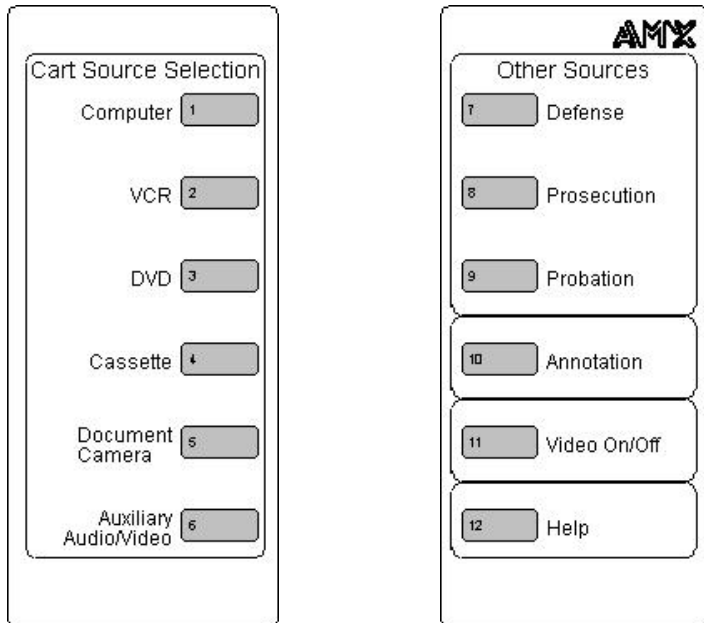 Cart Source Selection
Computer 1
VCR 2
DVD 3
Cassette 4
Document
Camera 5
Auxiliary
Audio/Video 6
AMX
Other Sources
7 Defense
8 Prosecution
9 Probation
10 Annotation
11 Video On/Off
12 Help